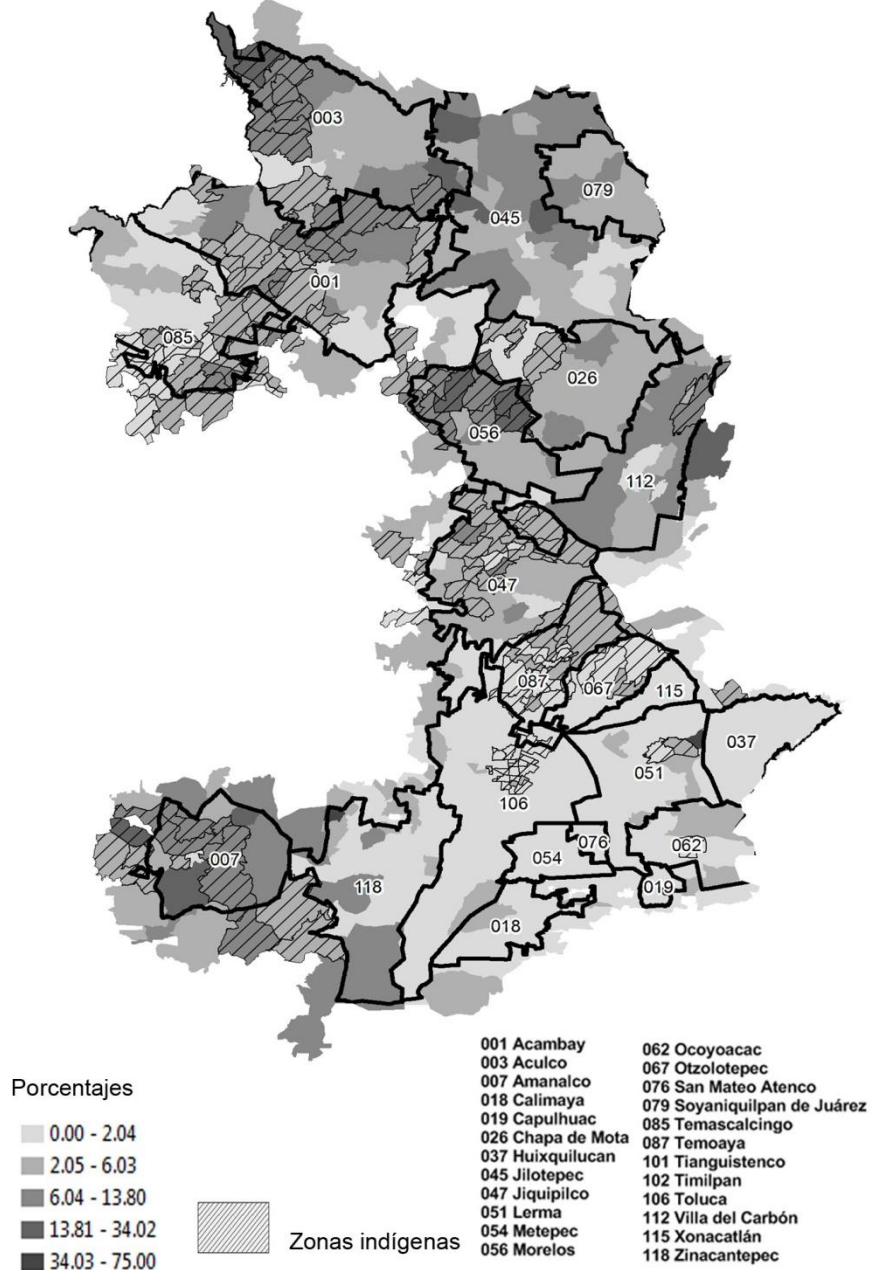 003
079
045
001
085
026
056
112
047
087
067
115
037
051
106
076
062
054
007
118
019
018
Porcentajes
0.00 - 2.04
2.05 - 6.03
6.04 - 13.80
13.81 - 34.02
34.03 - 75.00
Zonas indígenas
001 Acambay
003 Aculco
007 Amanalco
018 Calimaya
019 Capulhuac
026 Chapa de Mota
037 Huixquilucan
045 Jilotepec
047 Jiquipilco
051 Lerma
054 Metepec
056 Morelos
062 Ocoyoacac
067 Otzolotepec
076 San Mateo Atenco
079 Soyaniquilpan de Juárez
085 Temascalcingo
087 Temoaya
101 Tianguistenco
102 Timilpan
106 Toluca
112 Villa del Carbón
115 Xonacatlán
118 Zinacantepec